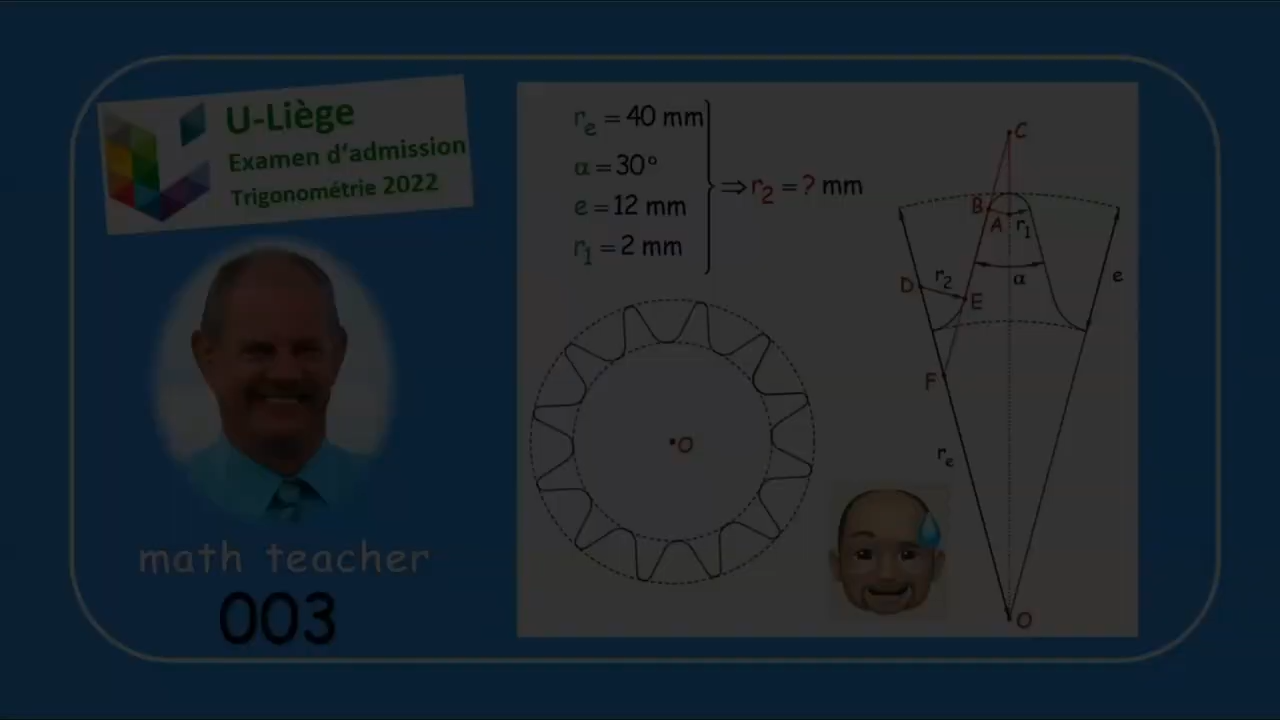 U-Liège
Examen d'admission
Trigonométrie 2022
math teacher
003
r_e = 40 mm
α = 30°
e = 12 mm
r_1 = 2 mm
⇒ r_2 = ? mm
O
C
B
A
r_1
D
r_2
E
α
e
F
r_e
O